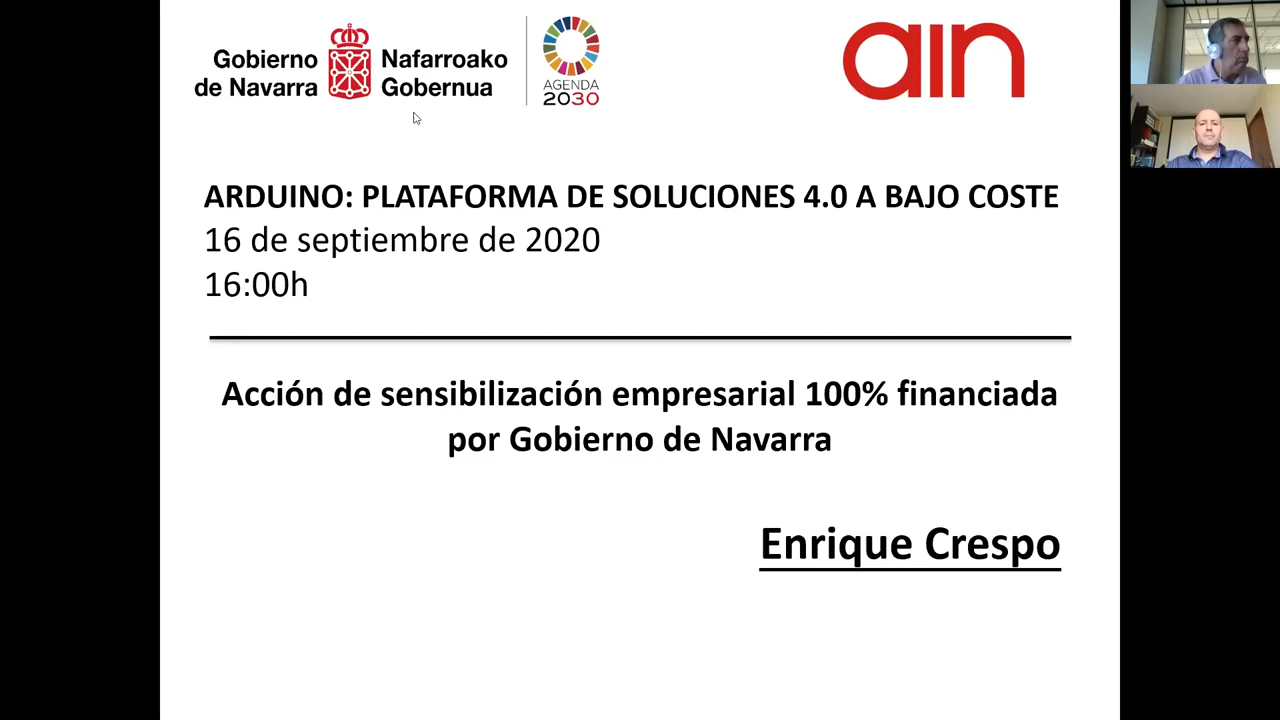 Gobierno
de Navarra
Nafarroako
Gobernua
AGENDA
2030
ain
ARDUINO: PLATAFORMA DE SOLUCIONES 4.0 A BAJO COSTE
16 de septiembre de 2020
16:00h
Acción de sensibilización empresarial 100% financiada
por Gobierno de Navarra
Enrique Crespo